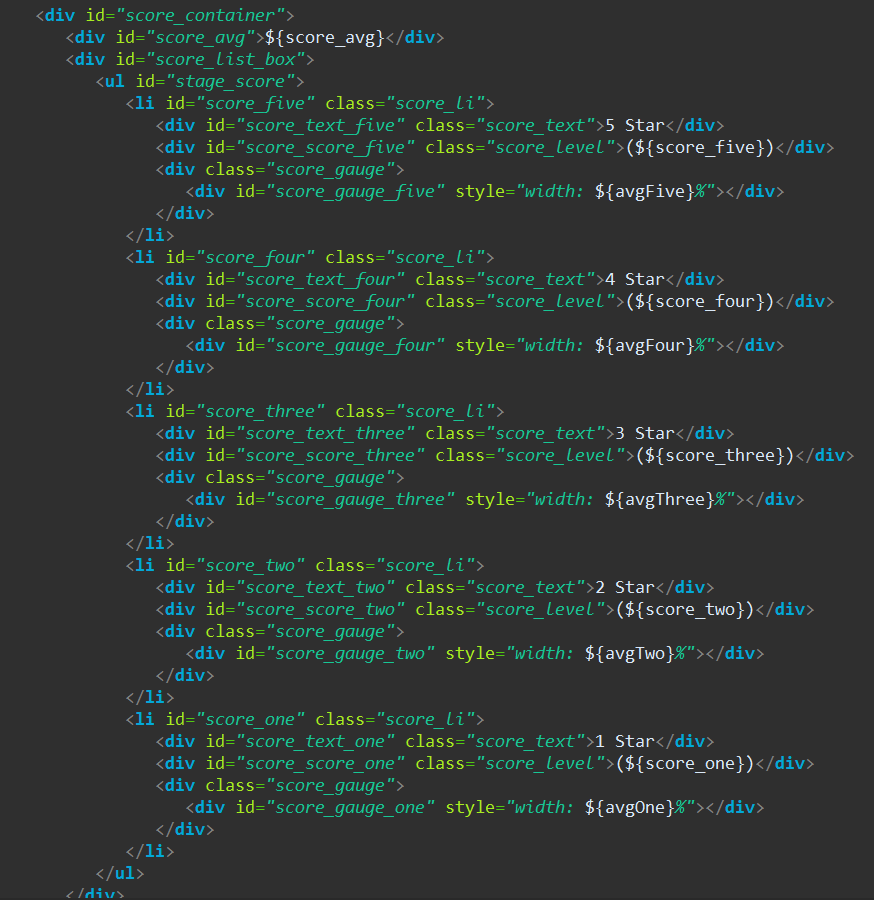 <div id="score_container">
<div id="score_avg">${score_avg}</div>
<div id="score_list_box">
<ul id="stage_score">
<li id="score_five" class="score_li">
<div id="score_text_five" class="score_text">5 Star</div>
<div id="score_score_five" class="score_level">(${score_five})</div>
<div class="score_gauge">
<div id="score_gauge_five" style="width: ${avgFive}%"></div>
</div>
</li>
<li id="score_four" class="score_li">
<div id="score_text_four" class="score_text">4 Star</div>
<div id="score_score_four" class="score_level">(${score_four})</div>
<div class="score_gauge">
<div id="score_gauge_four" style="width: ${avgFour}%"></div>
</div>
</li>
<li id="score_three" class="score_li">
<div id="score_text_three" class="score_text">3 Star</div>
<div id="score_score_three" class="score_level">(${score_three})</div>
<div class="score_gauge">
<div id="score_gauge_three" style="width: ${avgThree}%"></div>
</div>
</li>
<li id="score_two" class="score_li">
<div id="score_text_two" class="score_text">2 Star</div>
<div id="score_score_two" class="score_level">(${score_two})</div>
<div class="score_gauge">
<div id="score_gauge_two" style="width: ${avgTwo}%"></div>
</div>
</li>
<li id="score_one" class="score_li">
<div id="score_text_one" class="score_text">1 Star</div>
<div id="score_score_one" class="score_level">(${score_one})</div>
<div class="score_gauge">
<div id="score_gauge_one" style="width: ${avgOne}%"></div>
</div>
</li>
</ul>
</div>